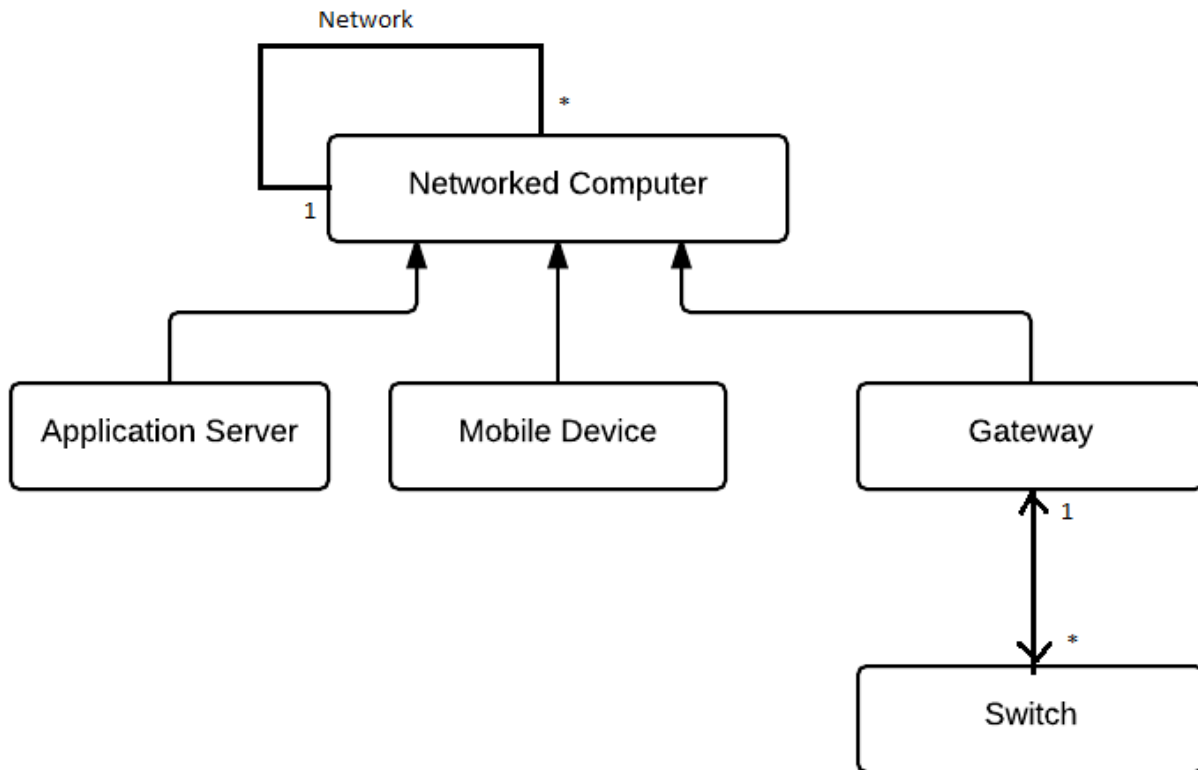 Network
*
Networked Computer
1
Application Server
Mobile Device
Gateway
1
*
Switch